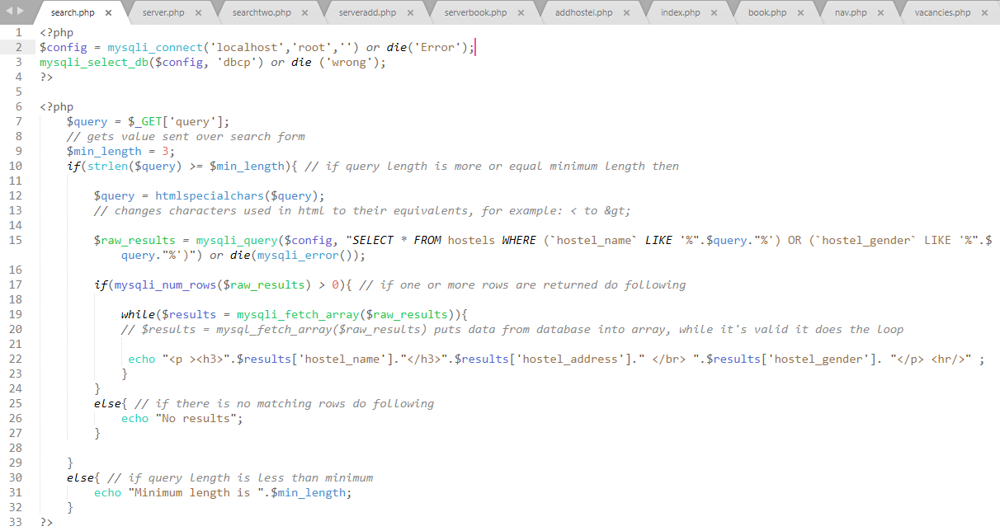 search.php × server.php × searchtwo.php × serveradd.php × serverbook.php × addhostel.php × index.php × book.php × nav.php × vacancies.php ×
1 <?php
2 $config = mysqli_connect('localhost','root','') or die('Error');
3 mysqli_select_db($config, 'dbcp') or die ('wrong');
4 ?>
5
6 <?php
7 $query = $_GET['query'];
8 // gets value sent over search form
9 $min_length = 3;
10 if(strlen($query) >= $min_length){ // if query length is more or equal minimum length then
11
12 $query = htmlspecialchars($query);
13 // changes characters used in html to their equivalents, for example: < to &gt;
14
15 $raw_results = mysqli_query($config, "SELECT * FROM hostels WHERE (`hostel_name` LIKE '%".$query."%') OR (`hostel_gender` LIKE '%".$
query."%')") or die(mysqli_error());
16
17 if(mysqli_num_rows($raw_results) > 0){ // if one or more rows are returned do following
18
19 while($results = mysqli_fetch_array($raw_results)){
20 // $results = mysql_fetch_array($raw_results) puts data from database into array, while it's valid it does the loop
21
22 echo "<p ><h3>".$results['hostel_name']."</h3>".$results['hostel_address']." </br> ".$results['hostel_gender']. "</p> <hr/>" ;
23 }
24 }
25 else{ // if there is no matching rows do following
26 echo "No results";
27 }
28
29 }
30 else{ // if query length is less than minimum
31 echo "Minimum length is ".$min_length;
32 }
33 ?>